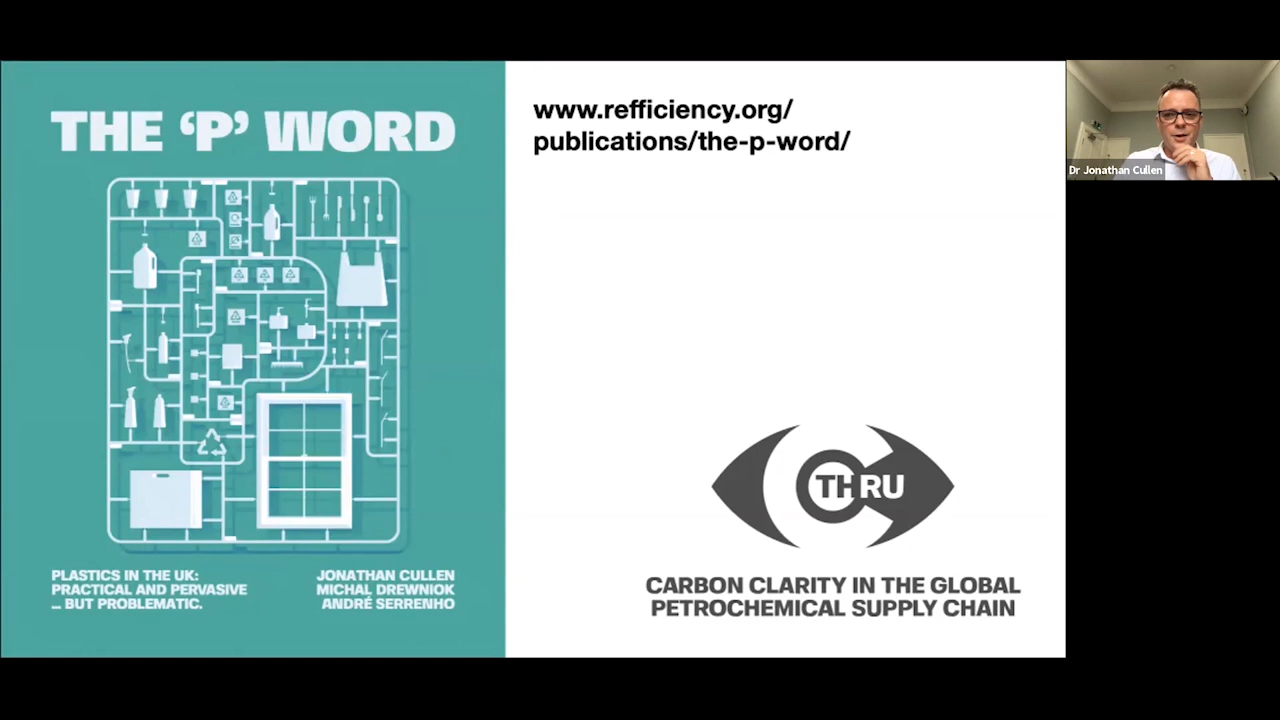 THE ‘P’ WORD
PLASTICS IN THE UK:
PRACTICAL AND PERVASIVE
... BUT PROBLEMATIC.
JONATHAN CULLEN
MICHAL DREWNIOK
ANDRÉ SERRENHO
www.refficiency.org/
publications/the-p-word/
THRU
CARBON CLARITY IN THE GLOBAL
PETROCHEMICAL SUPPLY CHAIN
Dr Jonathan Cullen